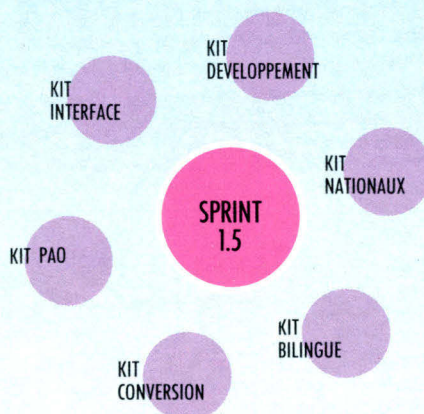 KIT
DEVELOPPEMENT
KIT
INTERFACE
KIT
NATIONAUX
SPRINT
1.5
KIT PAO
KIT
BILINGUE
KIT
CONVERSION